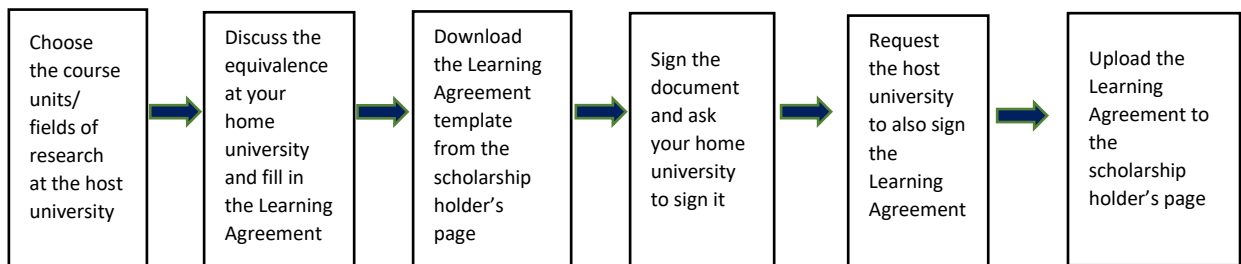 Choose
the course
units/
fields of
research
at the host
university
Discuss the
equivalence
at your
home
university
and fill in
the Learning
Agreement
Download
the Learning
Agreement
template
from the
scholarship
holder’s
page
Sign the
document
and ask
your home
university
to sign it
Request
the host
university
to also sign
the
Learning
Agreement
Upload the
Learning
Agreement to
the
scholarship
holder’s page